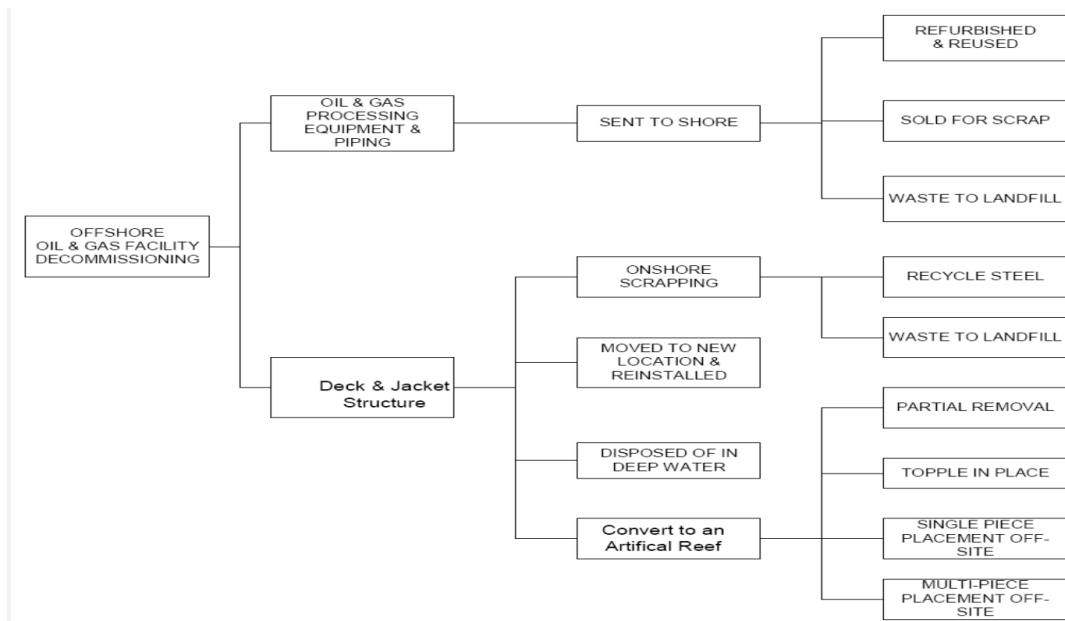 REFURBISHED
& REUSED
OIL & GAS
PROCESSING
EQUIPMENT &
PIPING
SENT TO SHORE
SOLD FOR SCRAP
WASTE TO LANDFILL
OFFSHORE
OIL & GAS FACILITY
DECOMMISSIONING
ONSHORE
SCRAPPING
RECYCLE STEEL
WASTE TO LANDFILL
MOVED TO NEW
LOCATION &
REINSTALLED
Deck & Jacket
Structure
PARTIAL REMOVAL
DISPOSED OF IN
DEEP WATER
TOPPLE IN PLACE
Convert to an
Artifical Reef
SINGLE PIECE
PLACEMENT OFF-
SITE
MULTI-PIECE
PLACEMENT OFF-
SITE